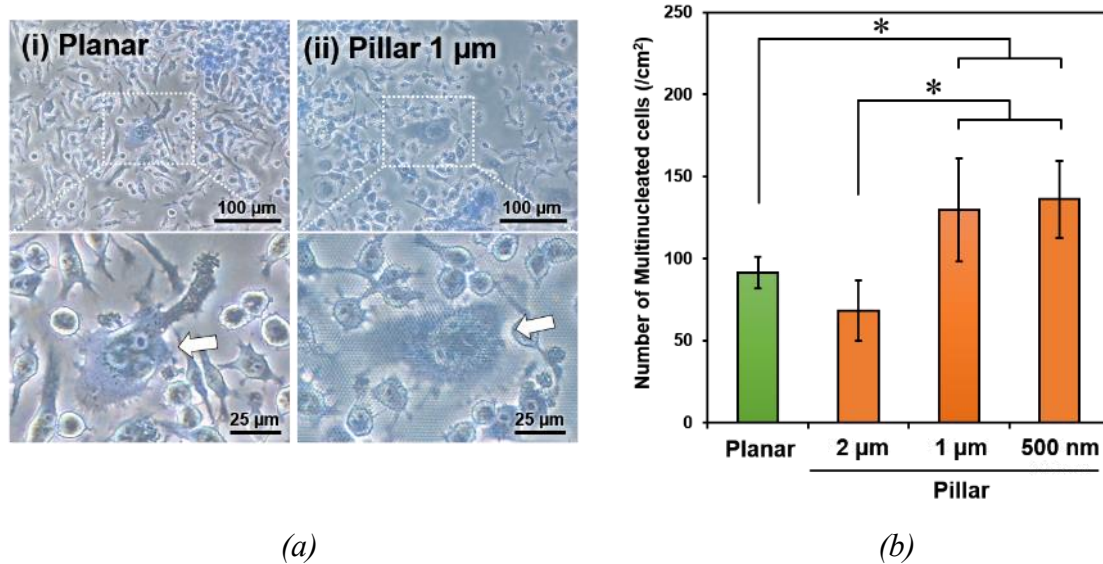 (i) Planar
(ii) Pillar 1 µm
100 µm
100 µm
25 µm
25 µm
(a)
Number of Multinucleated cells (/cm²)
250
200
150
100
50
0
*
*
Planar
2 µm
1 µm
500 nm
Pillar
(b)